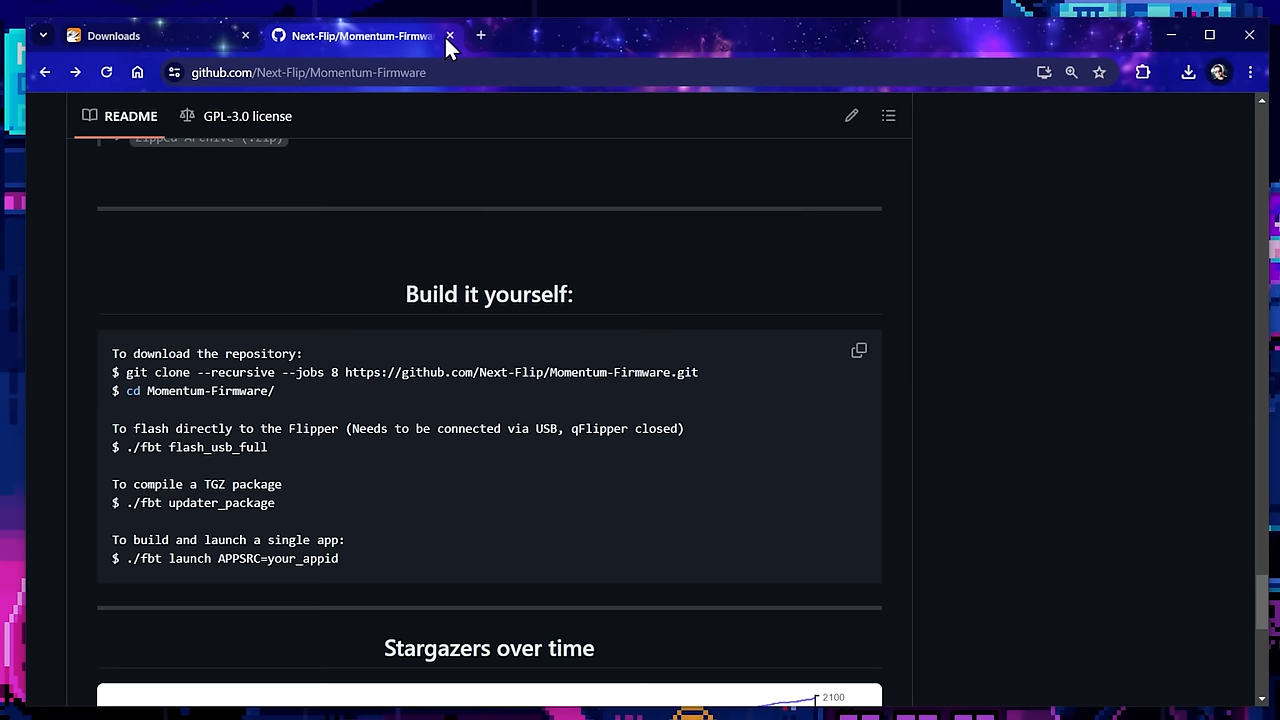 Downloads
Next-Flip/Momentum-Firmwa
github.com/Next-Flip/Momentum-Firmware
README
GPL-3.0 license
Zipped Archive (.zip)
Build it yourself:
To download the repository:
$ git clone --recursive --jobs 8 https://github.com/Next-Flip/Momentum-Firmware.git
$ cd Momentum-Firmware/
To flash directly to the Flipper (Needs to be connected via USB, qFlipper closed)
$ ./fbt flash_usb_full
To compile a TGZ package
$ ./fbt updater_package
To build and launch a single app:
$ ./fbt launch APPSRC=your_appid
Stargazers over time
2100